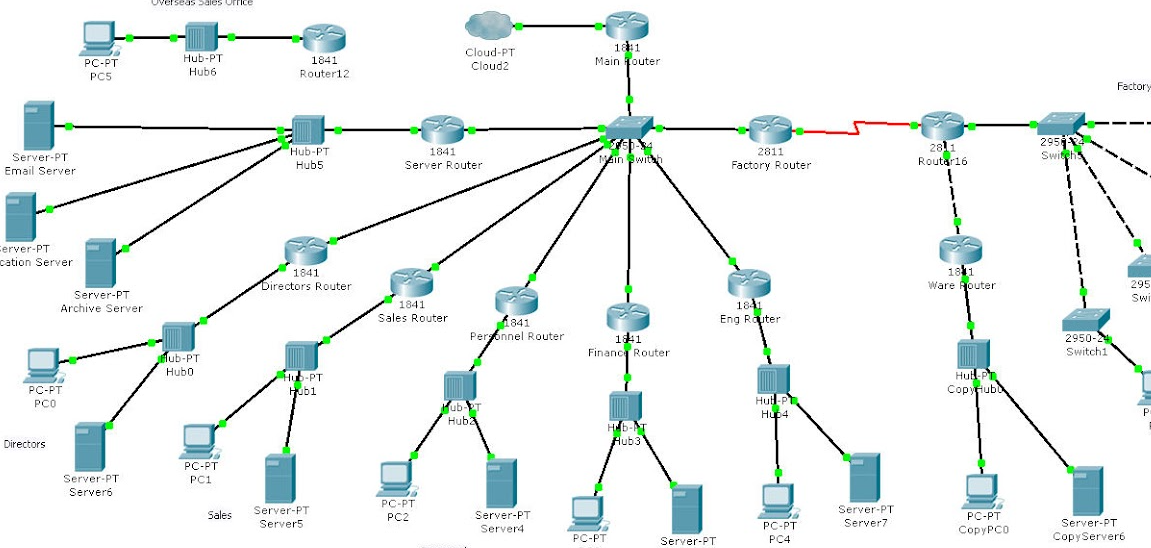 Overseas Sales Office
PC-PT
PC5
Hub-PT
Hub6
1841
Router12
Cloud-PT
Cloud2
1841
Main Router
Factory
Server-PT
Email Server
Hub-PT
Hub5
1841
Server Router
2950-24
Main Switch
2811
Factory Router
2811
Router16
2950-24
Server-PT
cation Server
Server-PT
Archive Server
1841
Directors Router
1841
Sales Router
1841
Personnel Router
1841
Finance Router
1841
Eng Router
1841
Ware Router
295
Swi
2950-24
Switch1
Hub-PT
Hub0
Hub-PT
Hub1
Hub-PT
Hub2
Hub-PT
Hub3
Hub-PT
Hub4
Hub-PT
CopyHub0
PC-PT
PC0
Directors
Server-PT
Server6
PC-PT
PC1
Sales
Server-PT
Server5
PC-PT
PC2
Server-PT
Server4
PC-PT
Server-PT
PC-PT
PC4
Server-PT
Server7
PC-PT
CopyPC0
Server-PT
CopyServer6